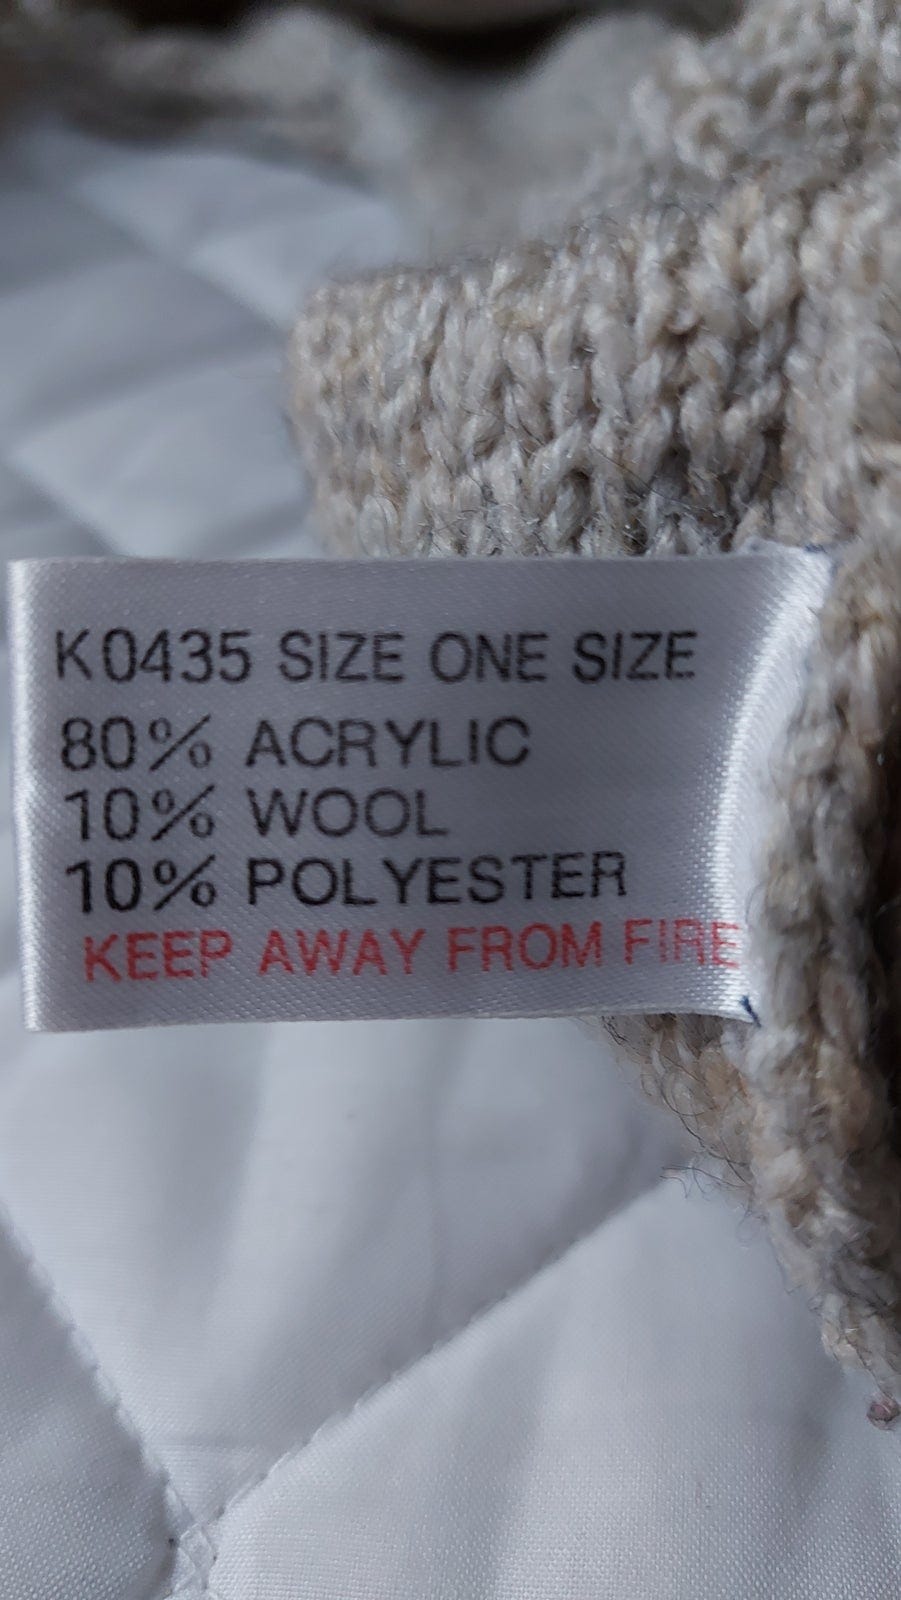 K0435 SIZE ONE SIZE
80% ACRYLIC
10% WOOL
10% POLYESTER
KEEP AWAY FROM FIRE